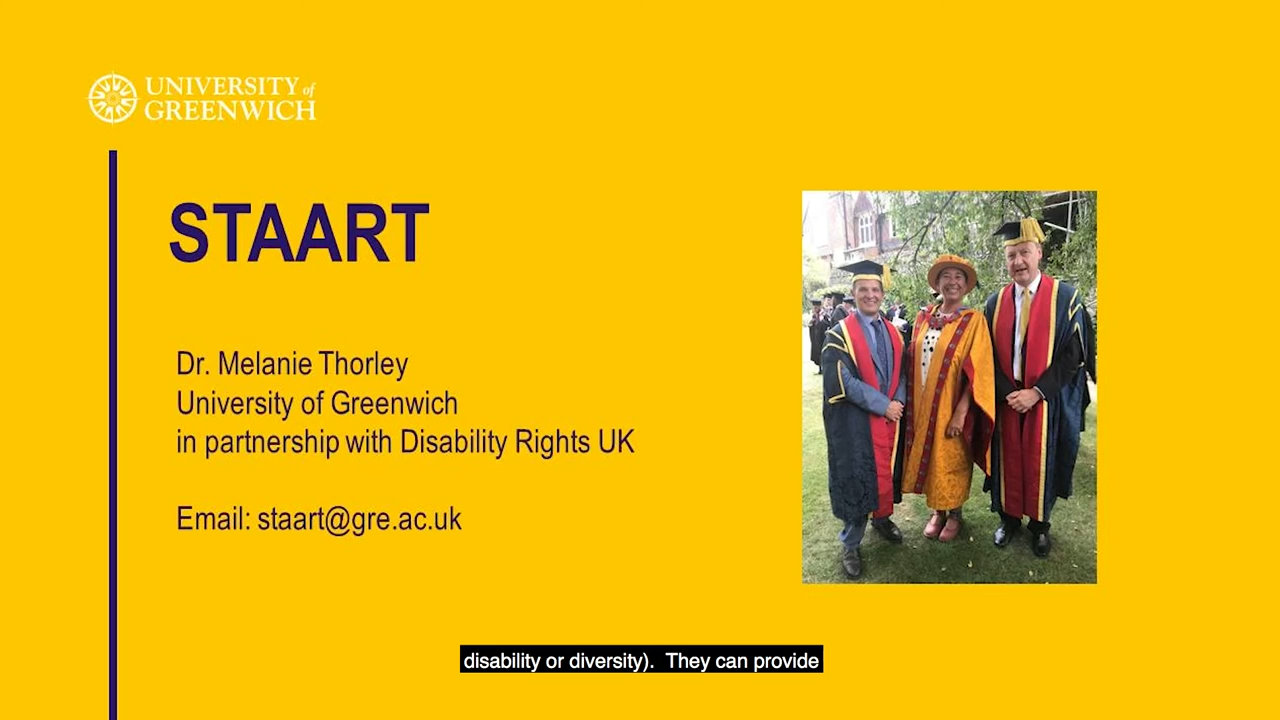 UNIVERSITY of
GREENWICH
STAART
Dr. Melanie Thorley
University of Greenwich
in partnership with Disability Rights UK
Email: staart@gre.ac.uk
disability or diversity).  They can provide